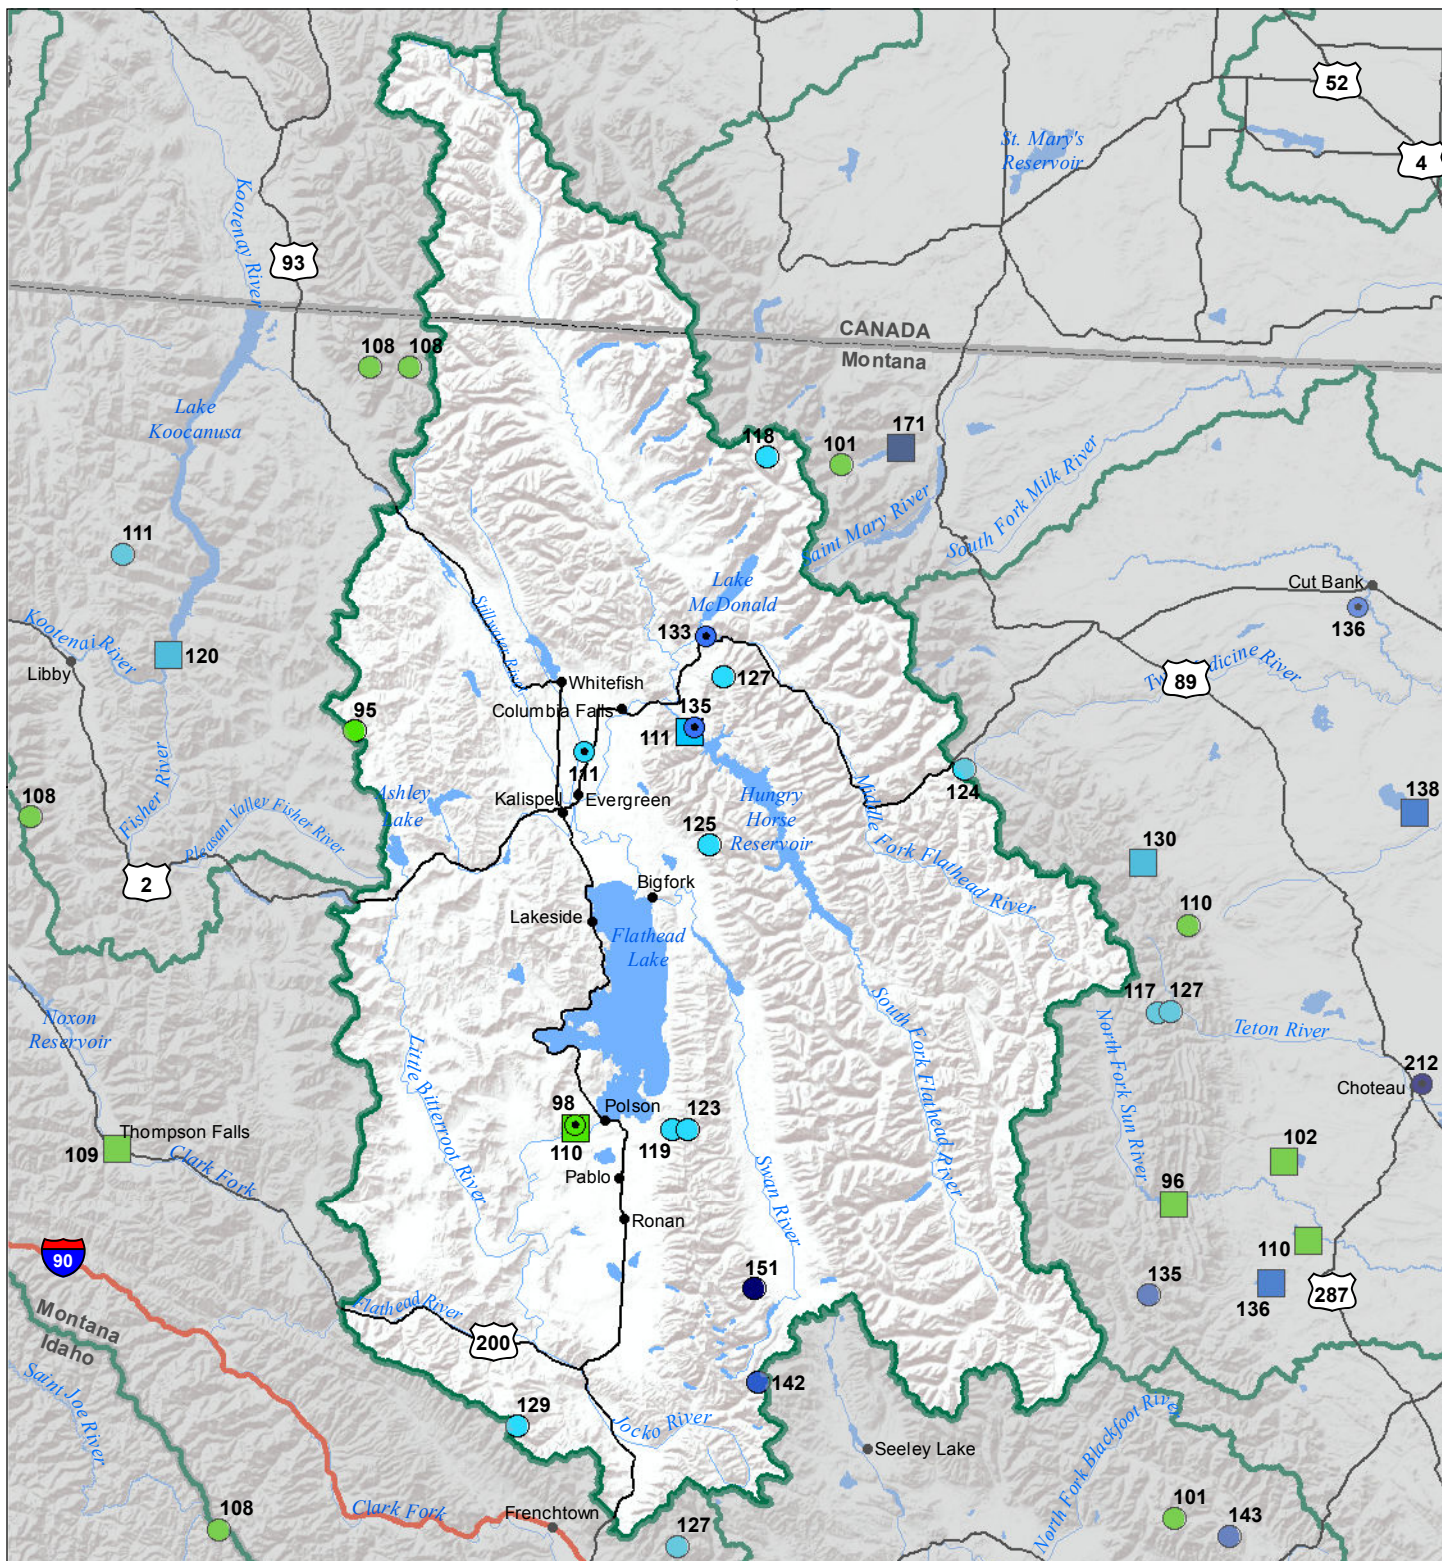 52
4
St. Mary's
Reservoir
Kootenay River
93
CANADA
Montana
108
108
Lake
Koocanusa
118
101
171
South Fork Milk River
Saint Mary River
111
Lake
McDonald
Cut Bank
136
Kootenai River
Libby
120
Stillwater River
133
127
Whitefish
Columbia Falls
135
111
89
95
111
124
Fisher River
Pleasant Valley Fisher River
108
2
Ashley
Lake
Kalispell
Evergreen
Hungry
Horse
Reservoir
125
Middle Fork Flathead River
138
130
110
Bigfork
Lakeside
Flathead
Lake
117
127
Teton River
Noxon
Reservoir
Little Bitterroot River
South Fork Flathead River
North Fork Sun River
212
Choteau
98
110
Polson
123
119
Thompson Falls
109
Clark Fork
102
96
Pablo
Swan River
Ronan
110
90
151
135
136
287
Montana
Idaho
Flathead River
200
142
Saint Joe River
129
Jocko River
Seeley Lake
North Fork Blackfoot River
108
Clark Fork
Frenchtown
127
101
143